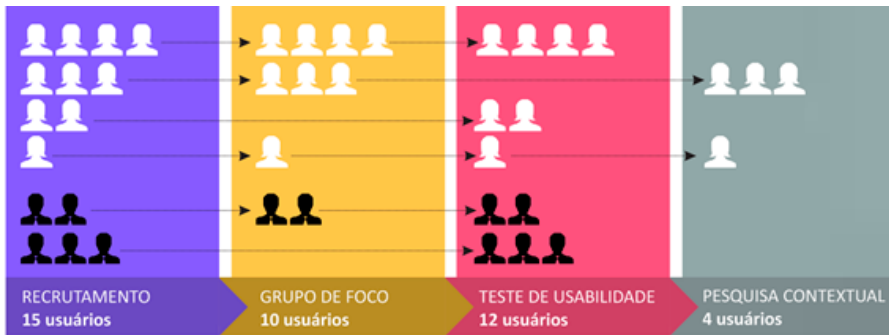 RECRUTAMENTO
15 usuários
GRUPO DE FOCO
10 usuários
TESTE DE USABILIDADE
12 usuários
PESQUISA CONTEXTUAL
4 usuários